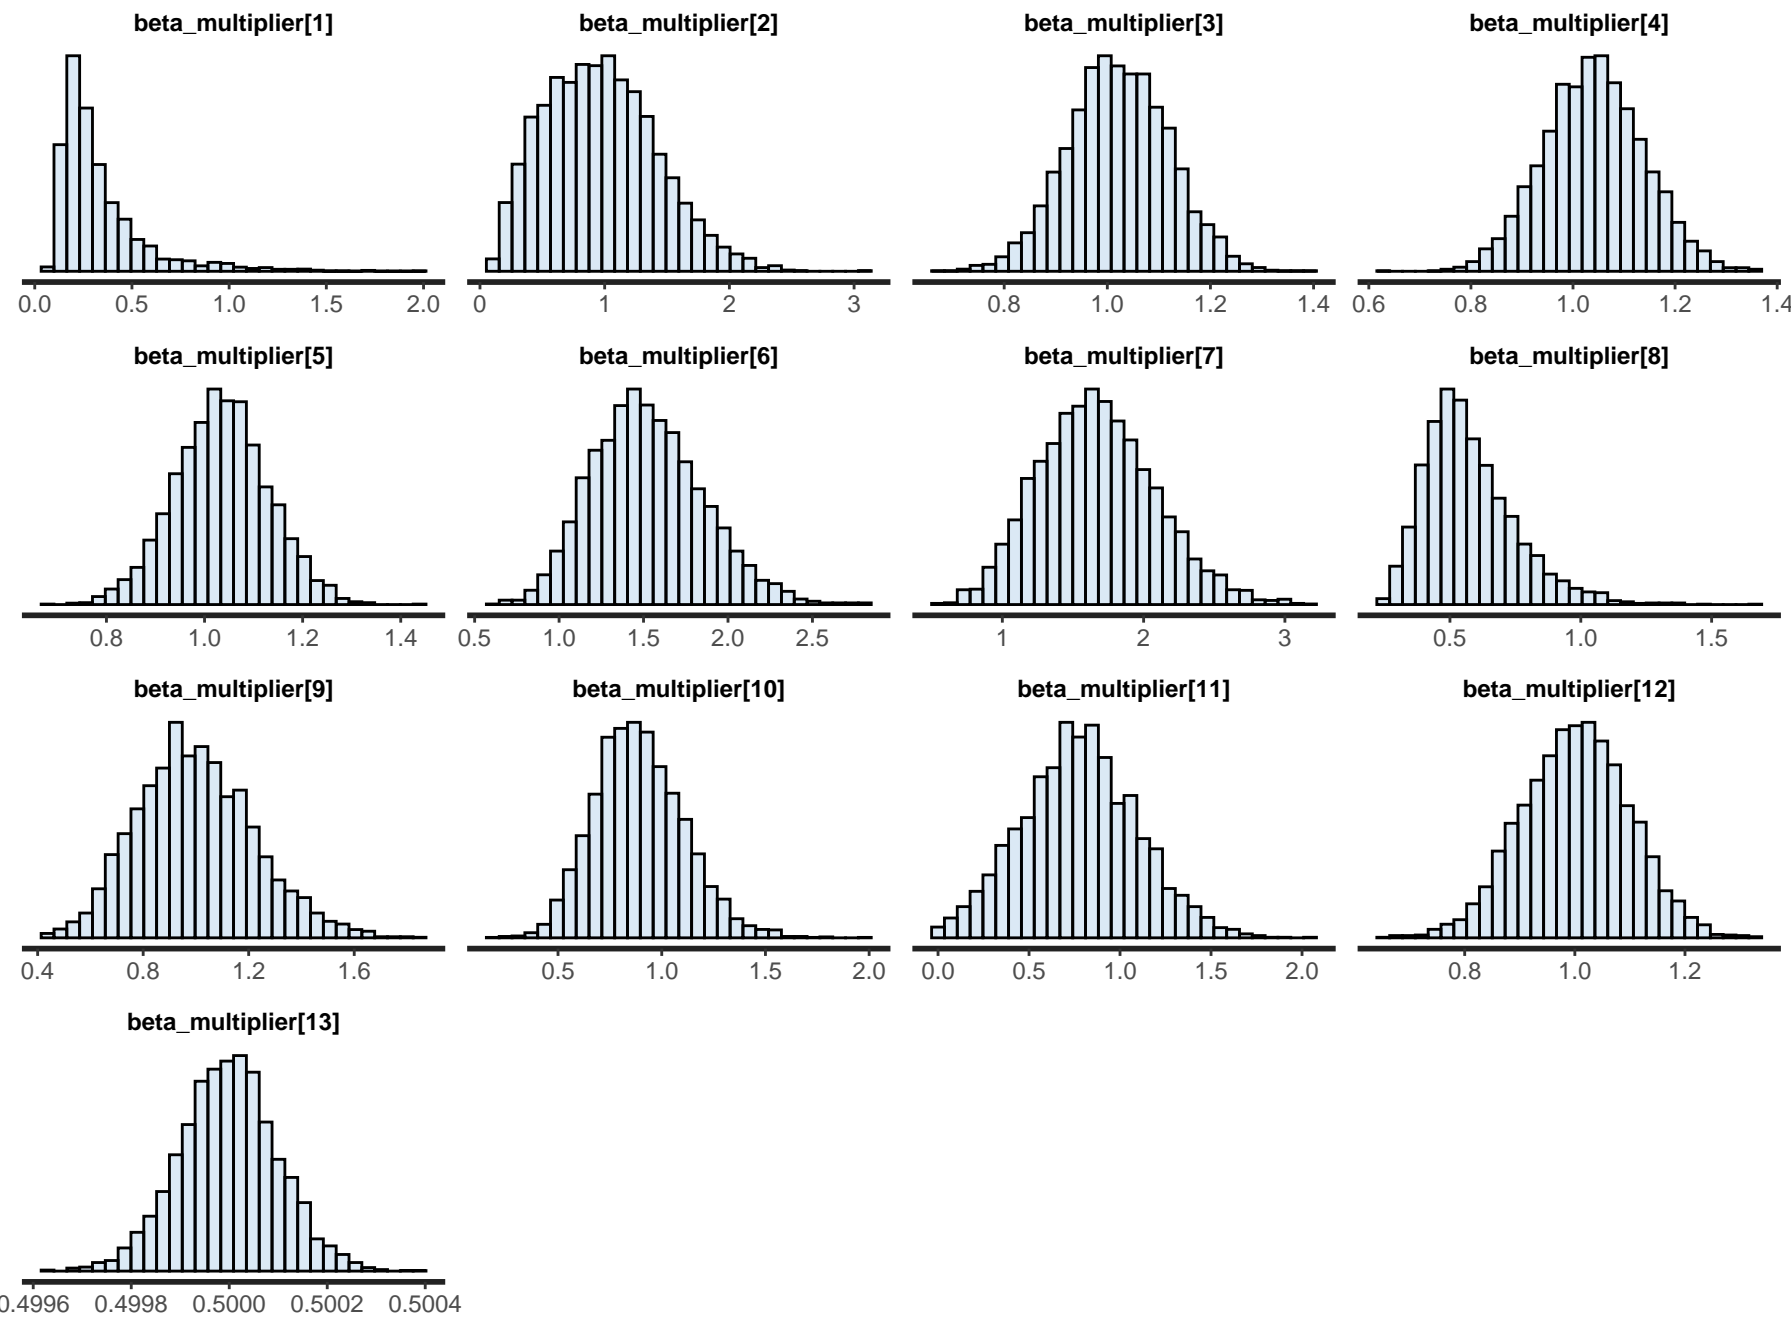 beta_multiplier[1] beta_multiplier[2] beta_multiplier[3] beta_multiplier[4]
0.0 0.5 1.0 1.5 2.0 0 1 2 3 0.8 1.0 1.2 1.4 0.6 0.8 1.0 1.2 1.4
beta_multiplier[5] beta_multiplier[6] beta_multiplier[7] beta_multiplier[8]
0.8 1.0 1.2 1.4 0.5 1.0 1.5 2.0 2.5 1 2 3 0.5 1.0 1.5
beta_multiplier[9] beta_multiplier[10] beta_multiplier[11] beta_multiplier[12]
0.4 0.8 1.2 1.6 0.5 1.0 1.5 2.0 0.0 0.5 1.0 1.5 2.0 0.8 1.0 1.2
beta_multiplier[13]
0.4996 0.4998 0.5000 0.5002 0.5004